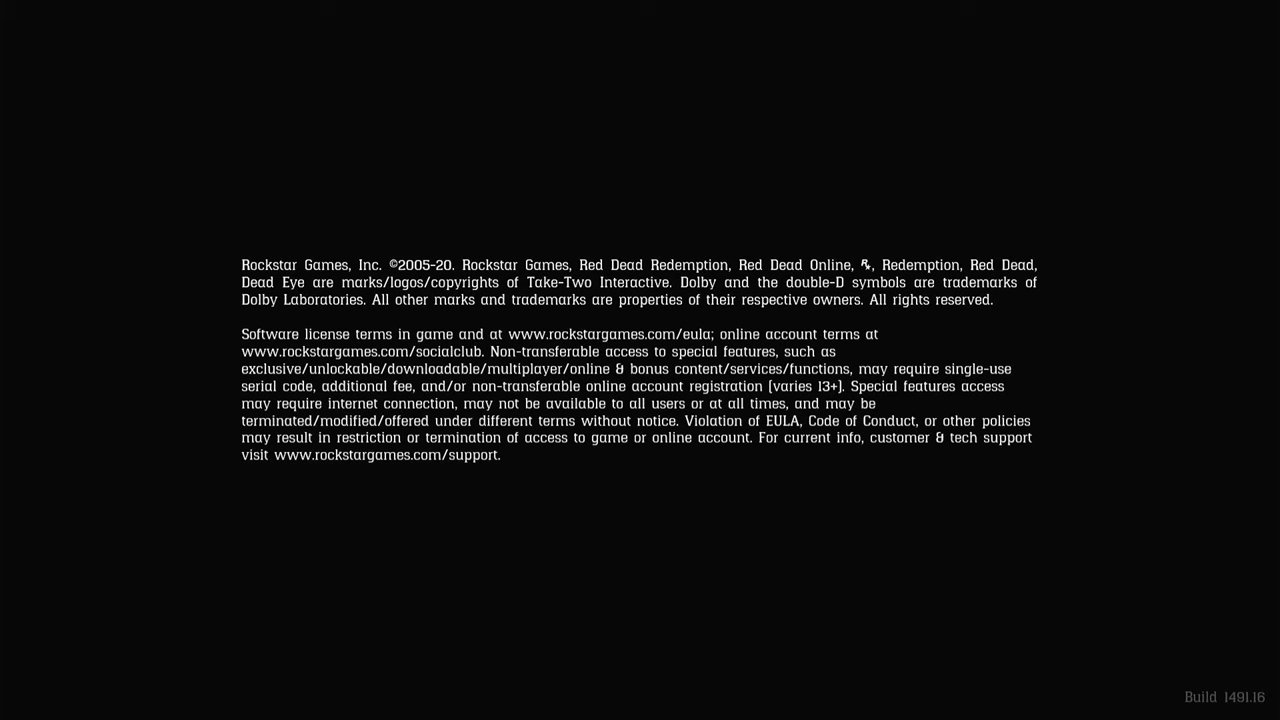 Rockstar Games, Inc. ©2005-20. Rockstar Games, Red Dead Redemption, Red Dead Online, R*, Redemption, Red Dead,
Dead Eye are marks/logos/copyrights of Take-Two Interactive. Dolby and the double-D symbols are trademarks of
Dolby Laboratories. All other marks and trademarks are properties of their respective owners. All rights reserved.
Software license terms in game and at www.rockstargames.com/eula; online account terms at
www.rockstargames.com/socialclub. Non-transferable access to special features, such as
exclusive/unlockable/downloadable/multiplayer/online & bonus content/services/functions, may require single-use
serial code, additional fee, and/or non-transferable online account registration (varies 13+). Special features access
may require internet connection, may not be available to all users or at all times, and may be
terminated/modified/offered under different terms without notice. Violation of EULA, Code of Conduct, or other policies
may result in restriction or termination of access to game or online account. For current info, customer & tech support
visit www.rockstargames.com/support.
Build 1491.16